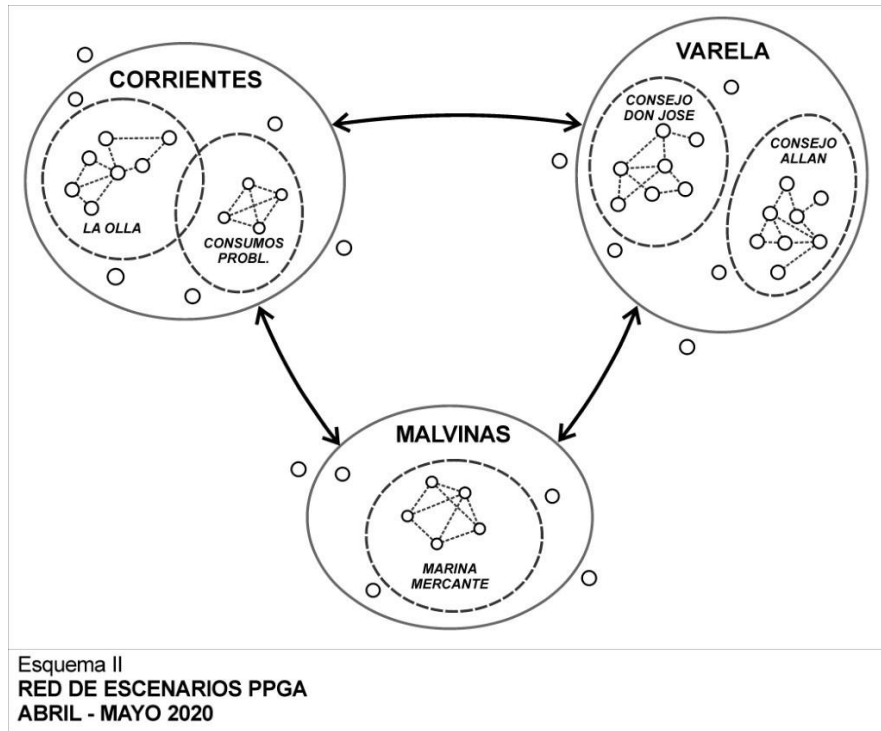 CORRIENTES
LA OLLA
CONSUMOS
PROBL.
VARELA
CONSEJO
DON JOSE
CONSEJO
ALLAN
MALVINAS
MARINA
MERCANTE
Esquema II
RED DE ESCENARIOS PPGA
ABRIL - MAYO 2020